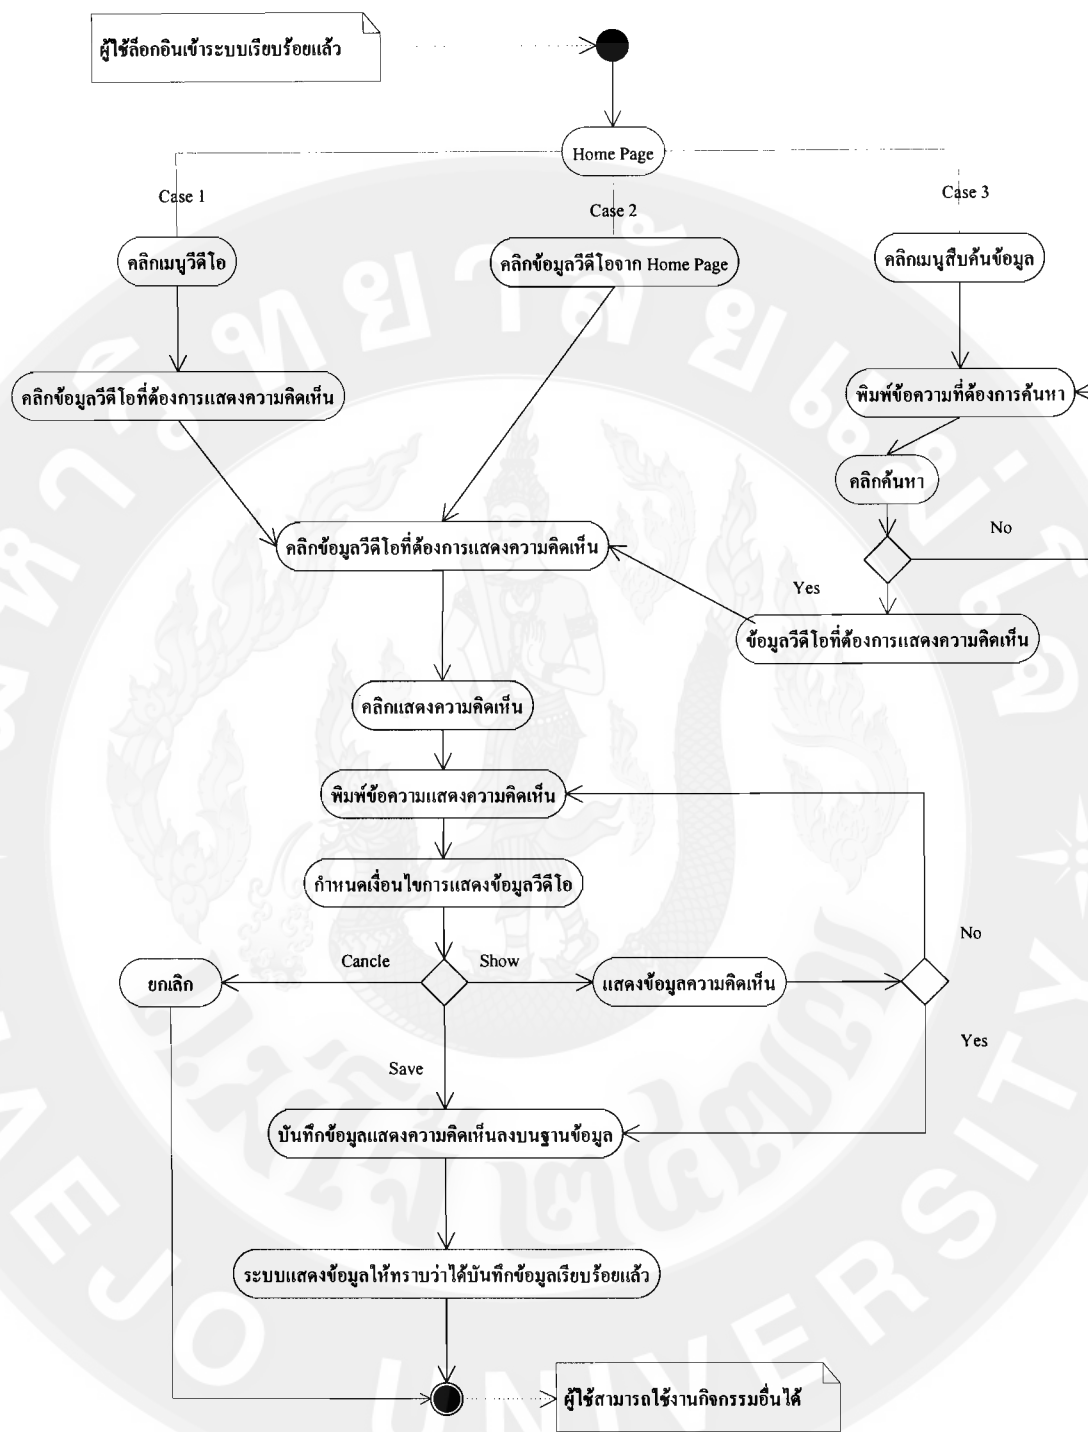 ผู้ใช้ล็อกอินเข้าระบบเรียบร้อยแล้ว
Home Page
Case 1
Case 2
Case 3
คลิกเมนูวีดีโอ
คลิกข้อมูลวีดีโอจาก Home Page
คลิกเมนูสืบค้นข้อมูล
คลิกข้อมูลวีดีโอที่ต้องการแสดงความคิดเห็น
พิมพ์ข้อความที่ต้องการค้นหา
คลิกค้นหา
No
คลิกข้อมูลวีดีโอที่ต้องการแสดงความคิดเห็น
Yes
ข้อมูลวีดีโอที่ต้องการแสดงความคิดเห็น
คลิกแสดงความคิดเห็น
พิมพ์ข้อความแสดงความคิดเห็น
กำหนดเงื่อนไขการแสดงข้อมูลวีดีโอ
No
Cancle
Show
ยกเลิก
แสดงข้อมูลความคิดเห็น
Yes
Save
บันทึกข้อมูลแสดงความคิดเห็นลงบนฐานข้อมูล
ระบบแสดงข้อมูลให้ทราบว่าได้บันทึกข้อมูลเรียบร้อยแล้ว
ผู้ใช้สามารถใช้งานกิจกรรมอื่นได้